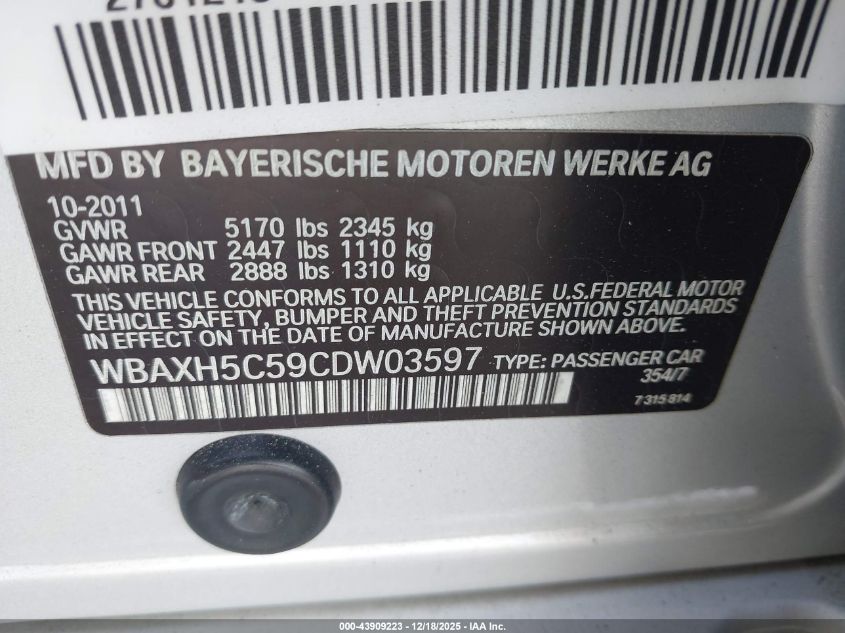 MFD BY BAYERISCHE MOTOREN WERKE AG
10-2011
GVWR 5170 lbs 2345 kg
GAWR FRONT 2447 lbs 1110 kg
GAWR REAR 2888 lbs 1310 kg
THIS VEHICLE CONFORMS TO ALL APPLICABLE U.S.FEDERAL MOTOR
VEHICLE SAFETY, BUMPER AND THEFT PREVENTION STANDARDS
IN EFFECT ON THE DATE OF MANUFACTURE SHOWN ABOVE.
WBAXH5C59CDW03597 TYPE: PASSENGER CAR
354/7
7 315 814
000-43909223 — 12/18/2025 — IAA Inc.